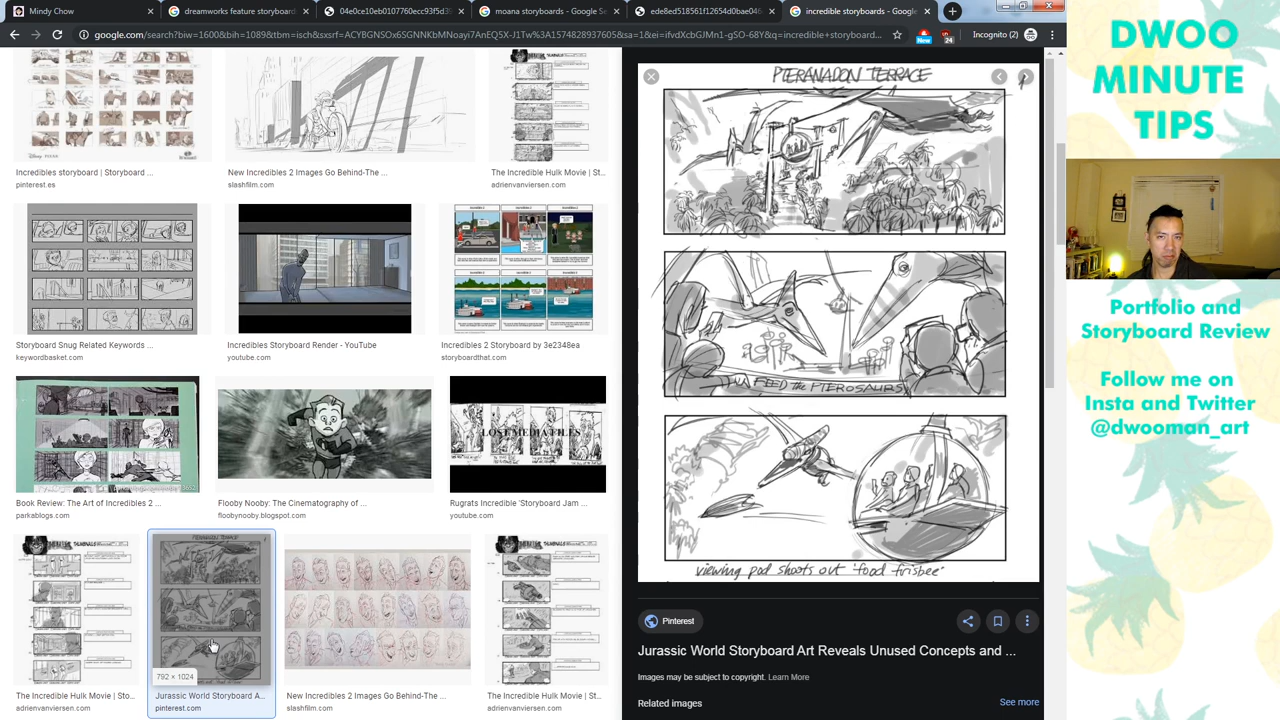 Mindy Chow
dreamworks feature storyboard
04e0ce10eb0107760ecc93f5d3
moana storyboards - Google Se
ede8ed518561f12654d0bae046
incredible storyboards - Google
google.com/search?biw=1600&bih=1089&tbm=isch&sxsrf=ACYBGNSOx6SGNNKbMNoayi7AnEQ5X-J1Tw%3A1574828937605&sa=1&ei=ifvdXcbGJMn1-gSO-68Y&q=incredible+storyboard...
New
24
Incognito (2)
Incredibles storyboard | Storyboard ...
pinterest.es
New Incredibles 2 Images Go Behind-The ...
slashfilm.com
The Incredible Hulk Movie | St...
adrienvanviersen.com
Storyboard Snug Related Keywords ...
keywordbasket.com
Incredibles Storyboard Render - YouTube
youtube.com
Incredibles 2 Storyboard by 3e2348ea
storyboardthat.com
Book Review: The Art of Incredibles 2 ...
parkablogs.com
Flooby Nooby: The Cinematography of ...
floobynooby.blogspot.com
LOST MEDIA FILES
Rugrats Incredible 'Storyboard Jam ...
youtube.com
792 × 1024
The Incredible Hulk Movie | Sto...
adrienvanviersen.com
Jurassic World Storyboard A...
pinterest.com
New Incredibles 2 Images Go Behind-The ...
slashfilm.com
The Incredible Hulk Movie | St...
adrienvanviersen.com
PTERANADON TERRACE
FEED the PTEROSAURS
viewing pod shoots out 'food frisbee'
Pinterest
Jurassic World Storyboard Art Reveals Unused Concepts and ...
Images may be subject to copyright. Learn More
Related images
See more
DWOO
MINUTE
TIPS
Portfolio and
Storyboard Review
Follow me on
Insta and Twitter
@dwooman_art